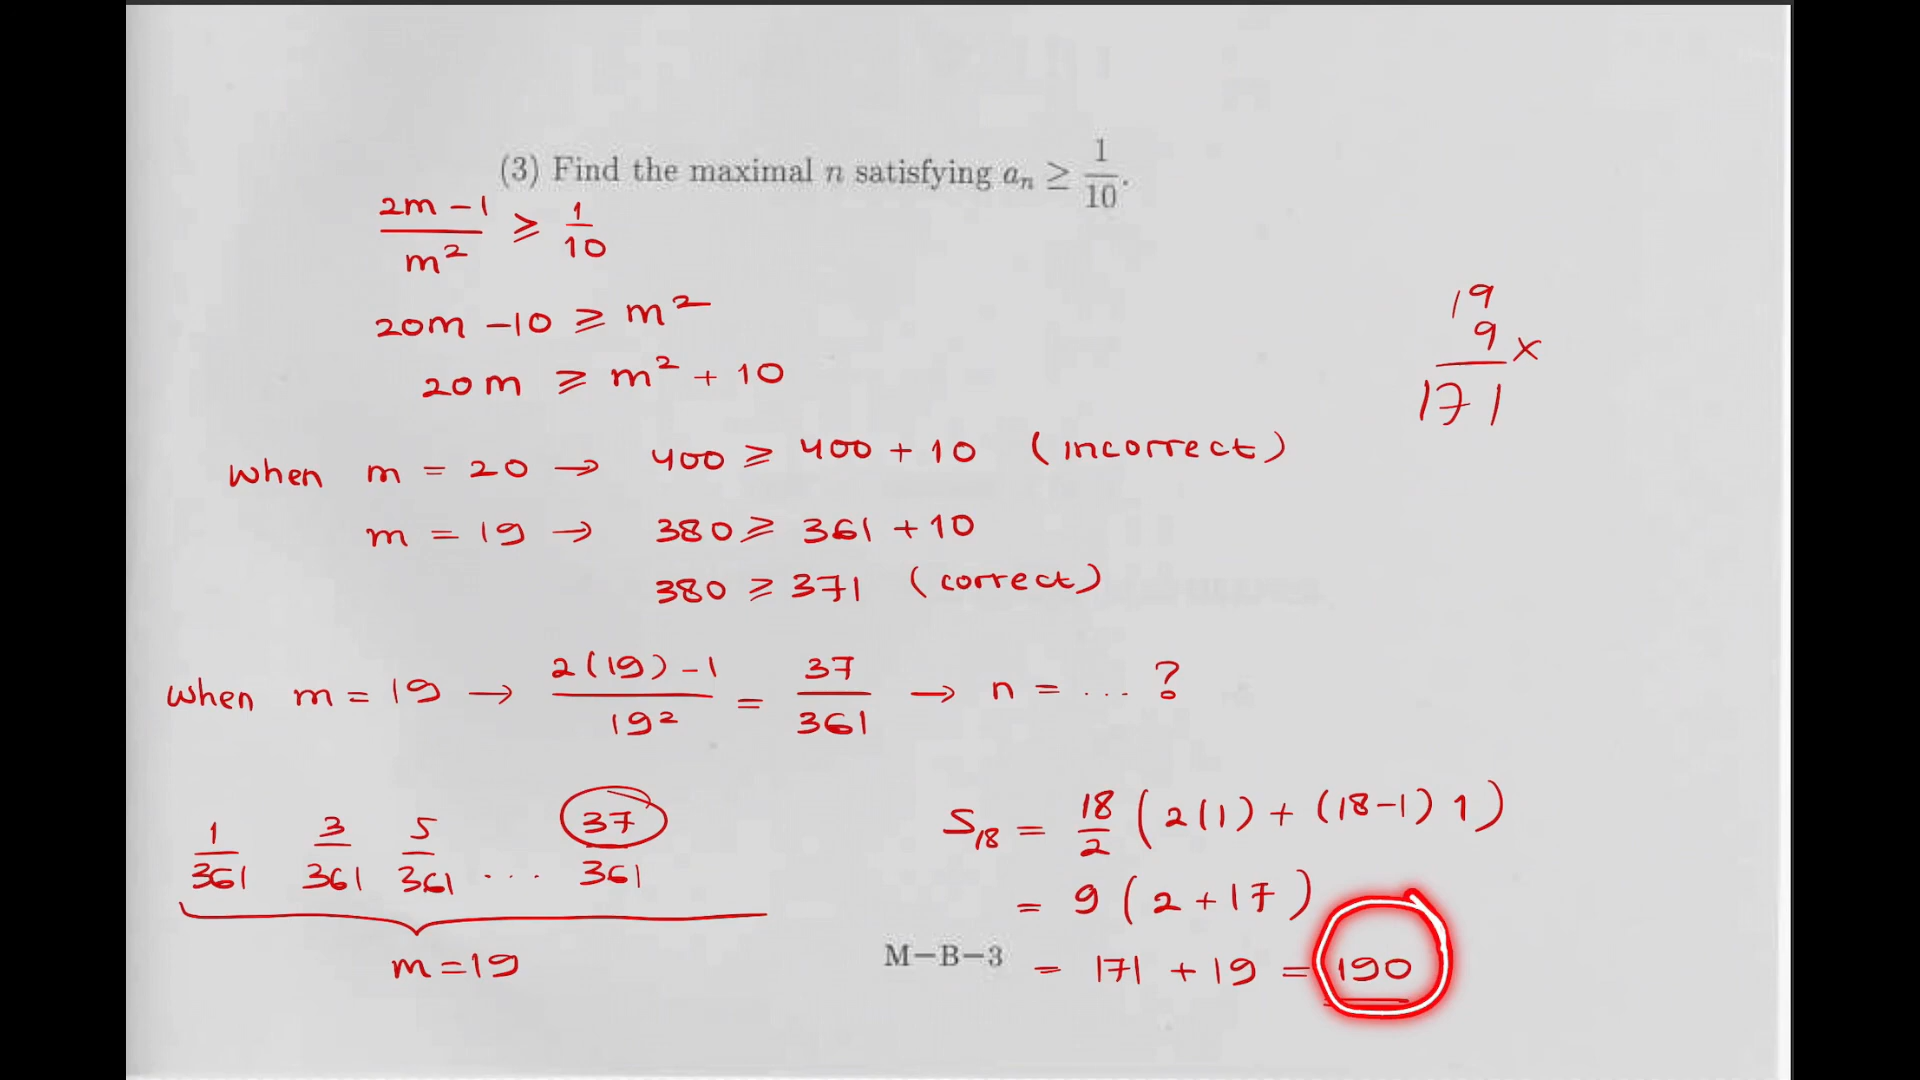 (3) Find the maximal n satisfying aₙ ≥ 1/10.
(2m - 1)/m² ≥ 1/10
20m - 10 ≥ m²
20m ≥ m² + 10
when m = 20 → 400 ≥ 400 + 10 (incorrect)
m = 19 → 380 ≥ 361 + 10
380 ≥ 371 (correct)
19
9 x
171
when m = 19 → (2(19) - 1)/19² = 37/361 → n = ... ?
1/361 3/361 5/361 ... 37/361
m = 19
S₁₈ = 18/2 (2(1) + (18-1) 1)
= 9 (2 + 17)
= 171 + 19 = 190
M-B-3